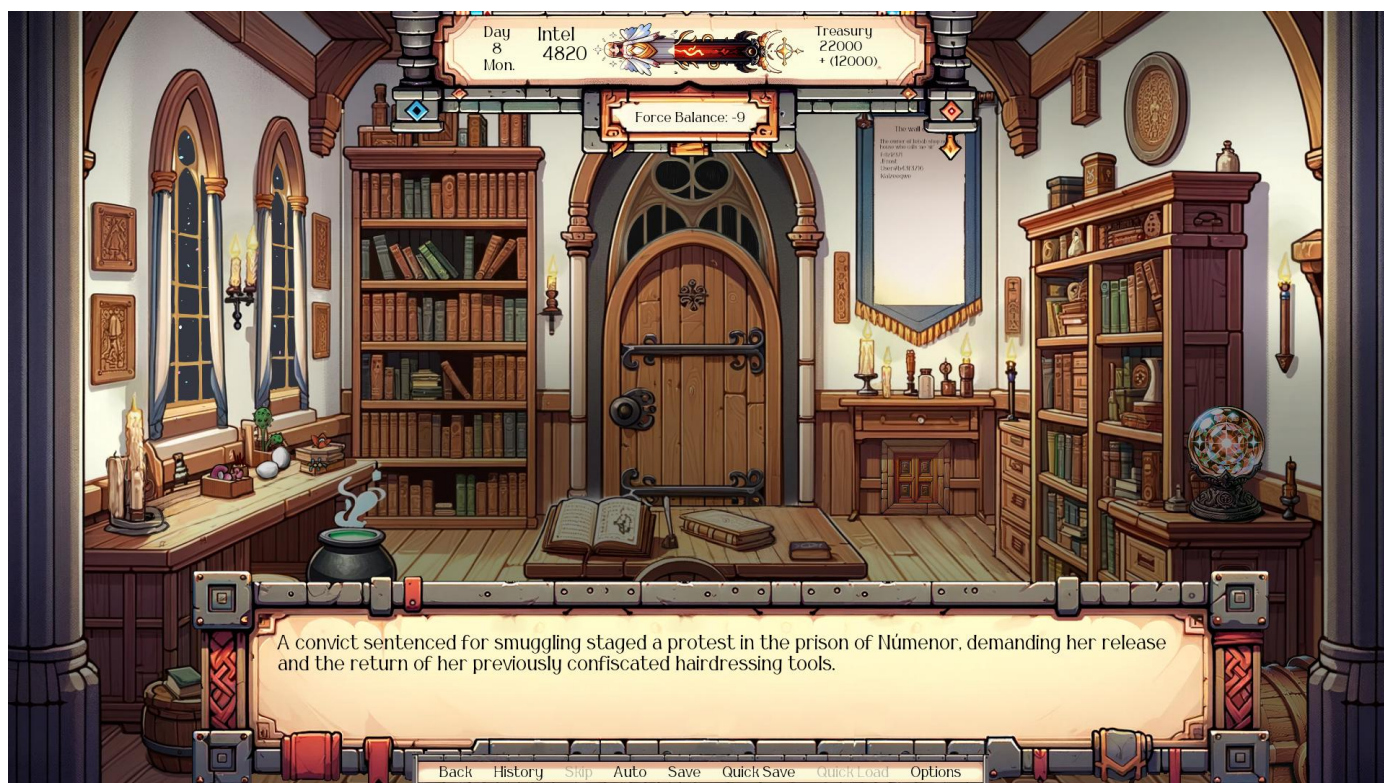 Day
8
Mon.
Intel
4820
Treasury
22000
+ (12000)
Force Balance: -9
The wall
A convict sentenced for smuggling staged a protest in the prison of Númenor, demanding her release
and the return of her previously confiscated hairdressing tools.
Back History Skip Auto Save Quick Save Quick Load Options